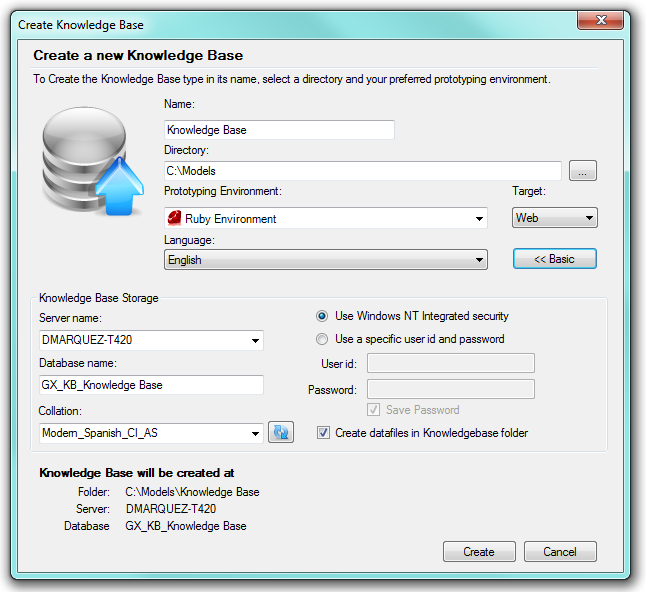 Create Knowledge Base
Create a new Knowledge Base
To Create the Knowledge Base type in its name, select a directory and your preferred prototyping environment.
Name:
Knowledge Base
Directory:
C:\Models
...
Prototyping Environment:
Target:
Ruby Environment
Web
Language:
English
<< Basic
Knowledge Base Storage
Server name:
DMARQUEZ-T420
Database name:
GX_KB_Knowledge Base
Collation:
Modern_Spanish_CI_AS
Use Windows NT Integrated security
Use a specific user id and password
User id:
Password:
Save Password
Create datafiles in Knowledgebase folder
Knowledge Base will be created at
Folder: C:\Models\Knowledge Base
Server: DMARQUEZ-T420
Database GX_KB_Knowledge Base
Create
Cancel